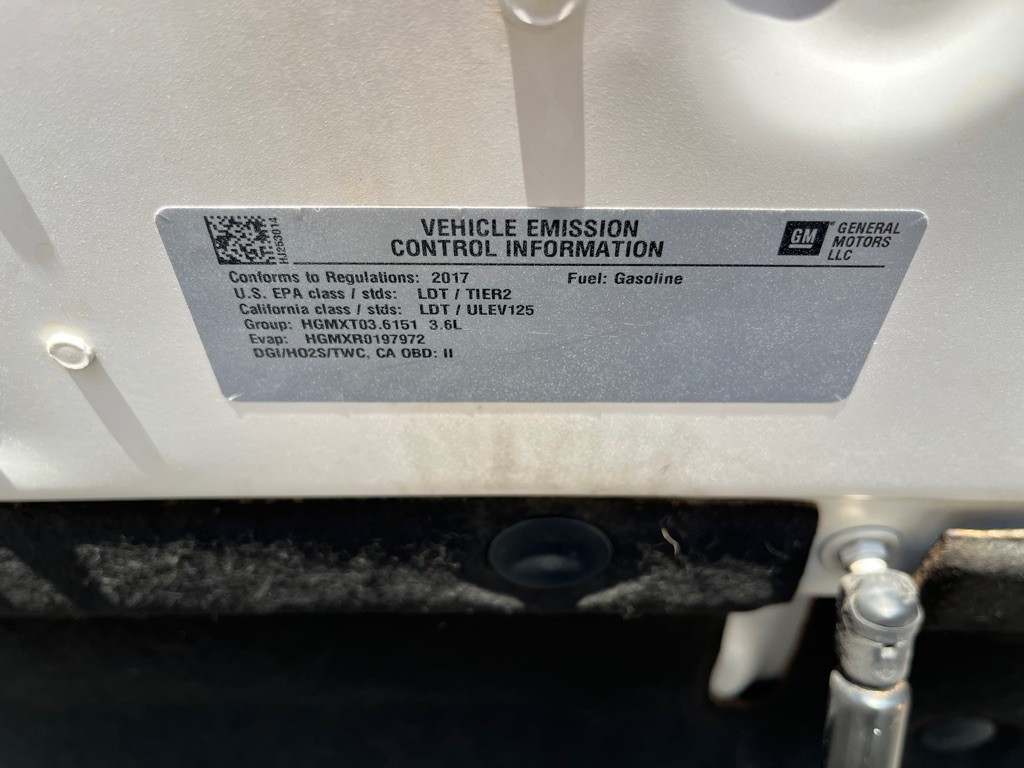 VEHICLE EMISSION
CONTROL INFORMATION
GM GENERAL
MOTORS
LLC
Conforms to Regulations: 2017 Fuel: Gasoline
U.S. EPA class / stds: LDT / TIER2
California class / stds: LDT / ULEV125
Group: HGMXT03.6151 3.6L
Evap: HGMXR0197972
DGI/HO2S/TWC, CA OBD: II